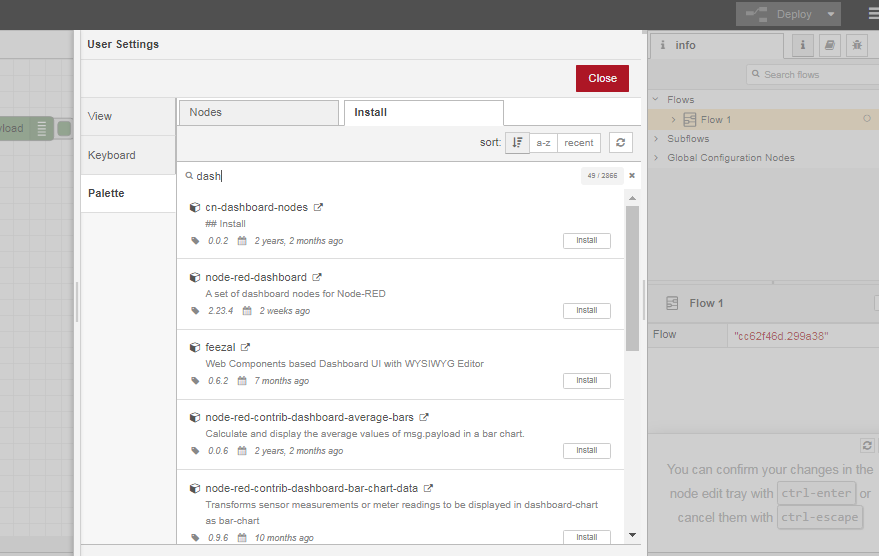 Deploy
User Settings
Close
View
Keyboard
Palette
Nodes
Install
sort:
a-z
recent
dash
49 / 2866
cn-dashboard-nodes
## Install
0.0.2
2 years, 2 months ago
Install
node-red-dashboard
A set of dashboard nodes for Node-RED
2.23.4
2 weeks ago
Install
feezal
Web Components based Dashboard UI with WYSIWYG Editor
0.6.2
7 months ago
Install
node-red-contrib-dashboard-average-bars
Calculate and display the average values of msg.payload in a bar chart.
0.0.6
2 years, 2 months ago
Install
node-red-contrib-dashboard-bar-chart-data
Transforms sensor measurements or meter readings to be displayed in dashboard-chart
as bar-chart
0.9.6
10 months ago
Install
load
info
Search flows
Flows
Flow 1
Subflows
Global Configuration Nodes
Flow 1
Flow
"cc62f46d.299a38"
You can confirm your changes in the
node edit tray with ctrl-enter or
cancel them with ctrl-escape